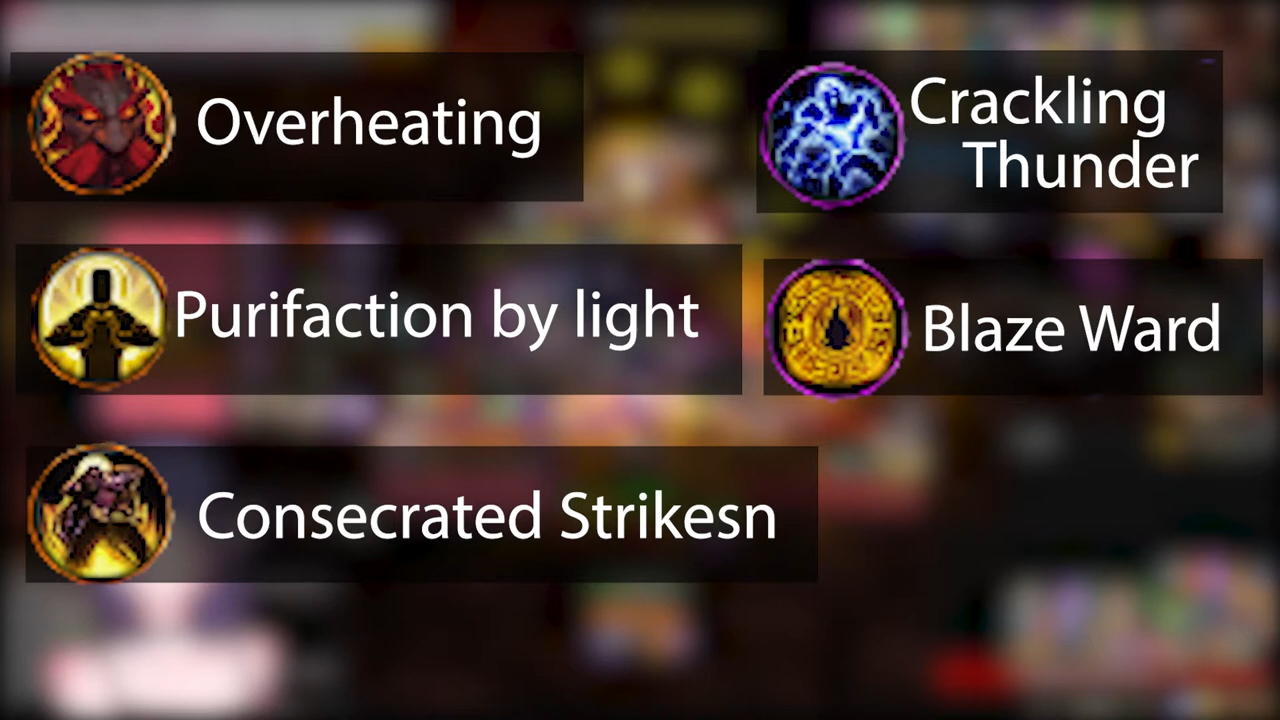 Overheating
Crackling
Thunder
Purifaction by light
Blaze Ward
Consecrated Strikesn